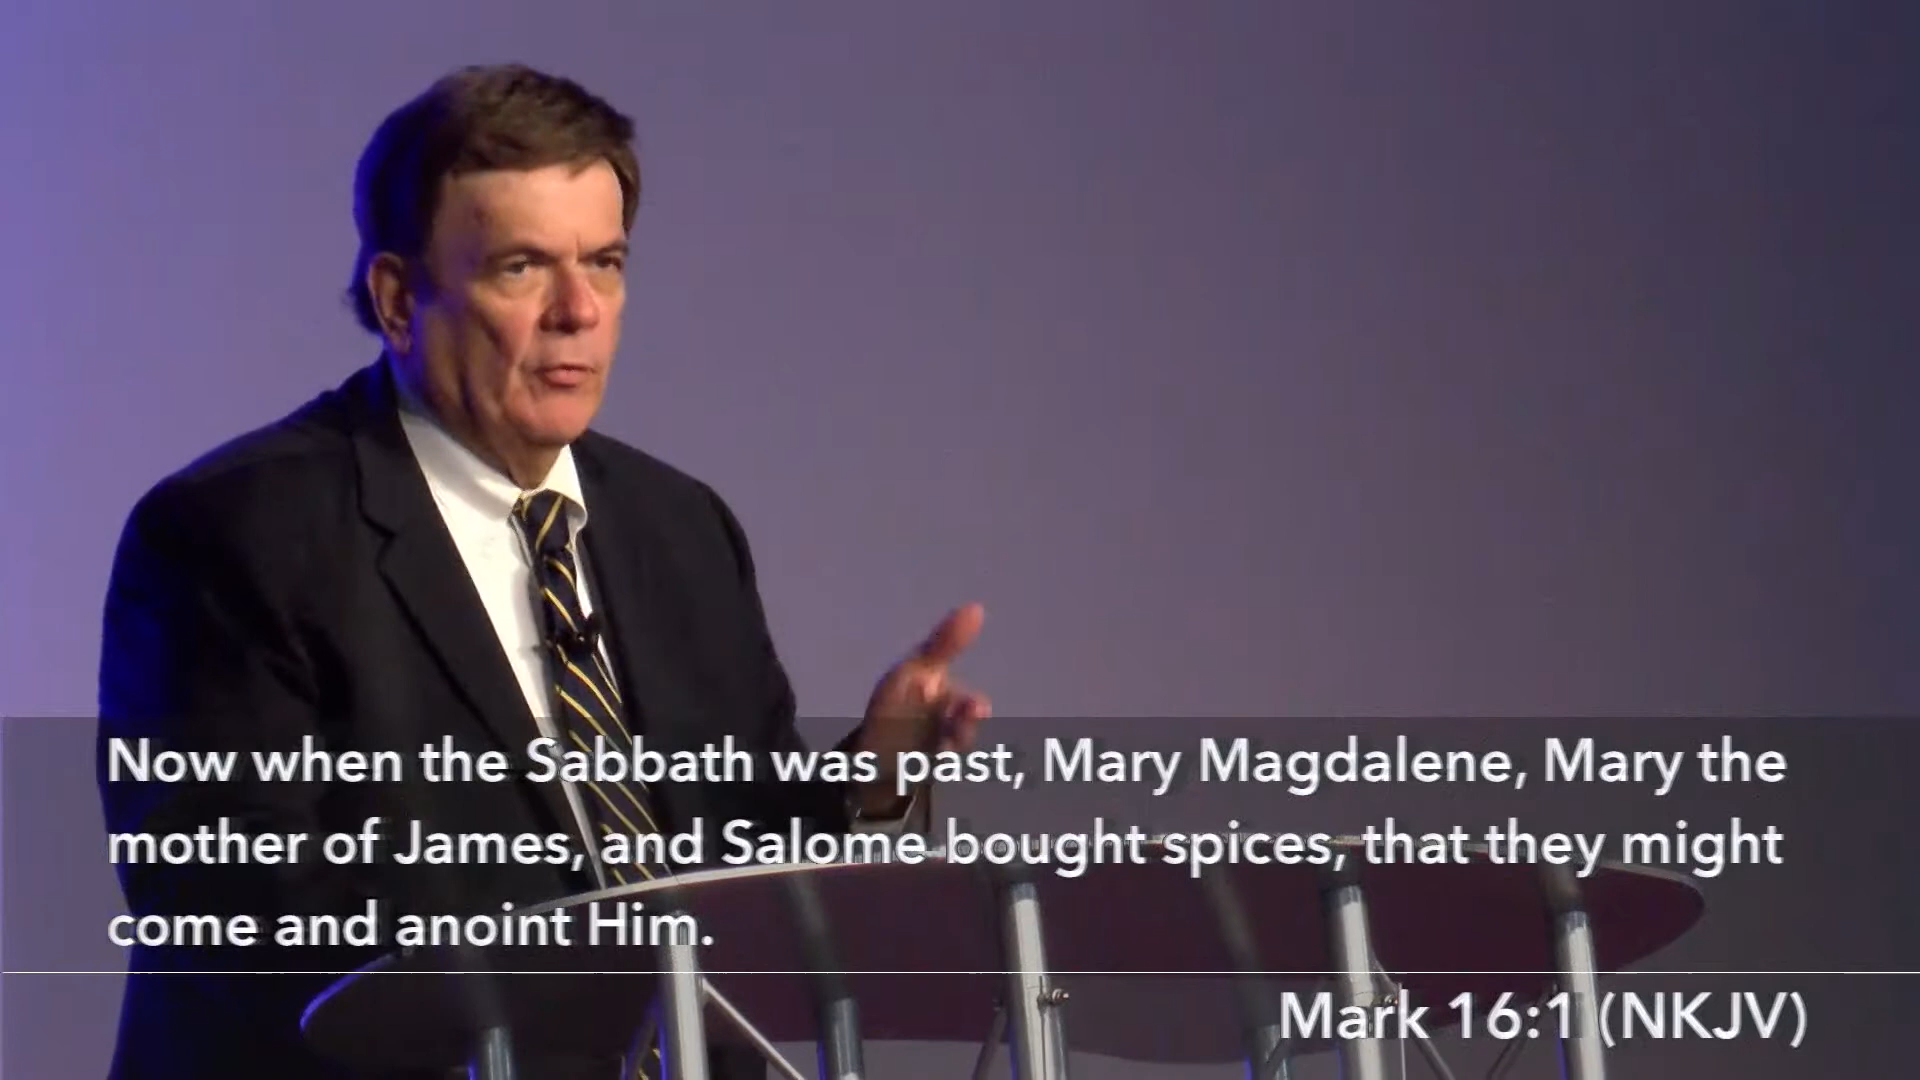 Now when the Sabbath was past, Mary Magdalene, Mary the
mother of James, and Salome bought spices, that they might
come and anoint Him.
Mark 16:1 (NKJV)